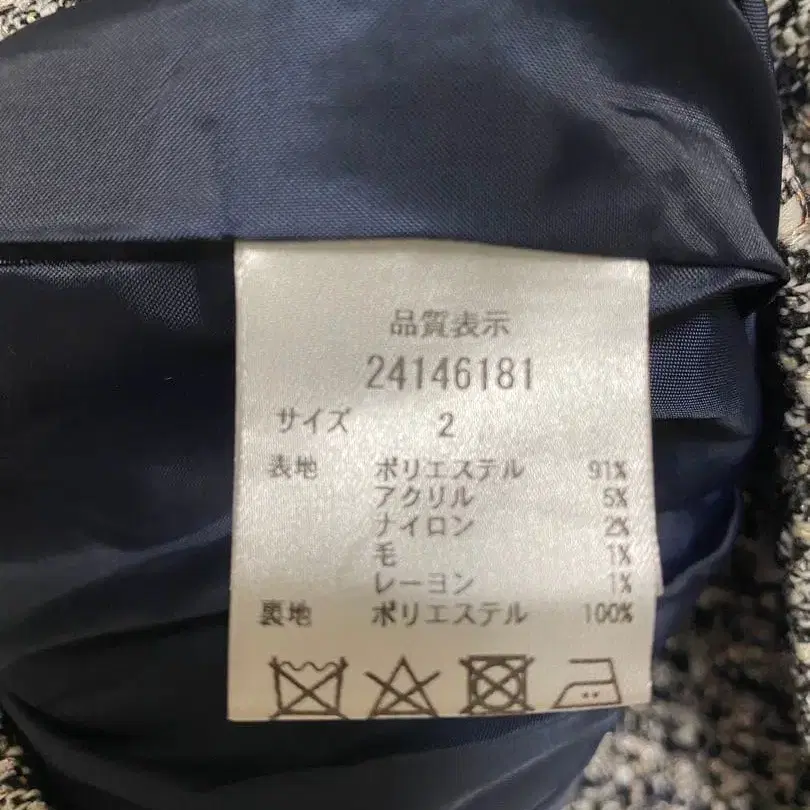 品質表示
24146181
サイズ 2
表地 ポリエステル 91%
アクリル 5%
ナイロン 2%
毛 1%
レーヨン 1%
裏地 ポリエステル 100%